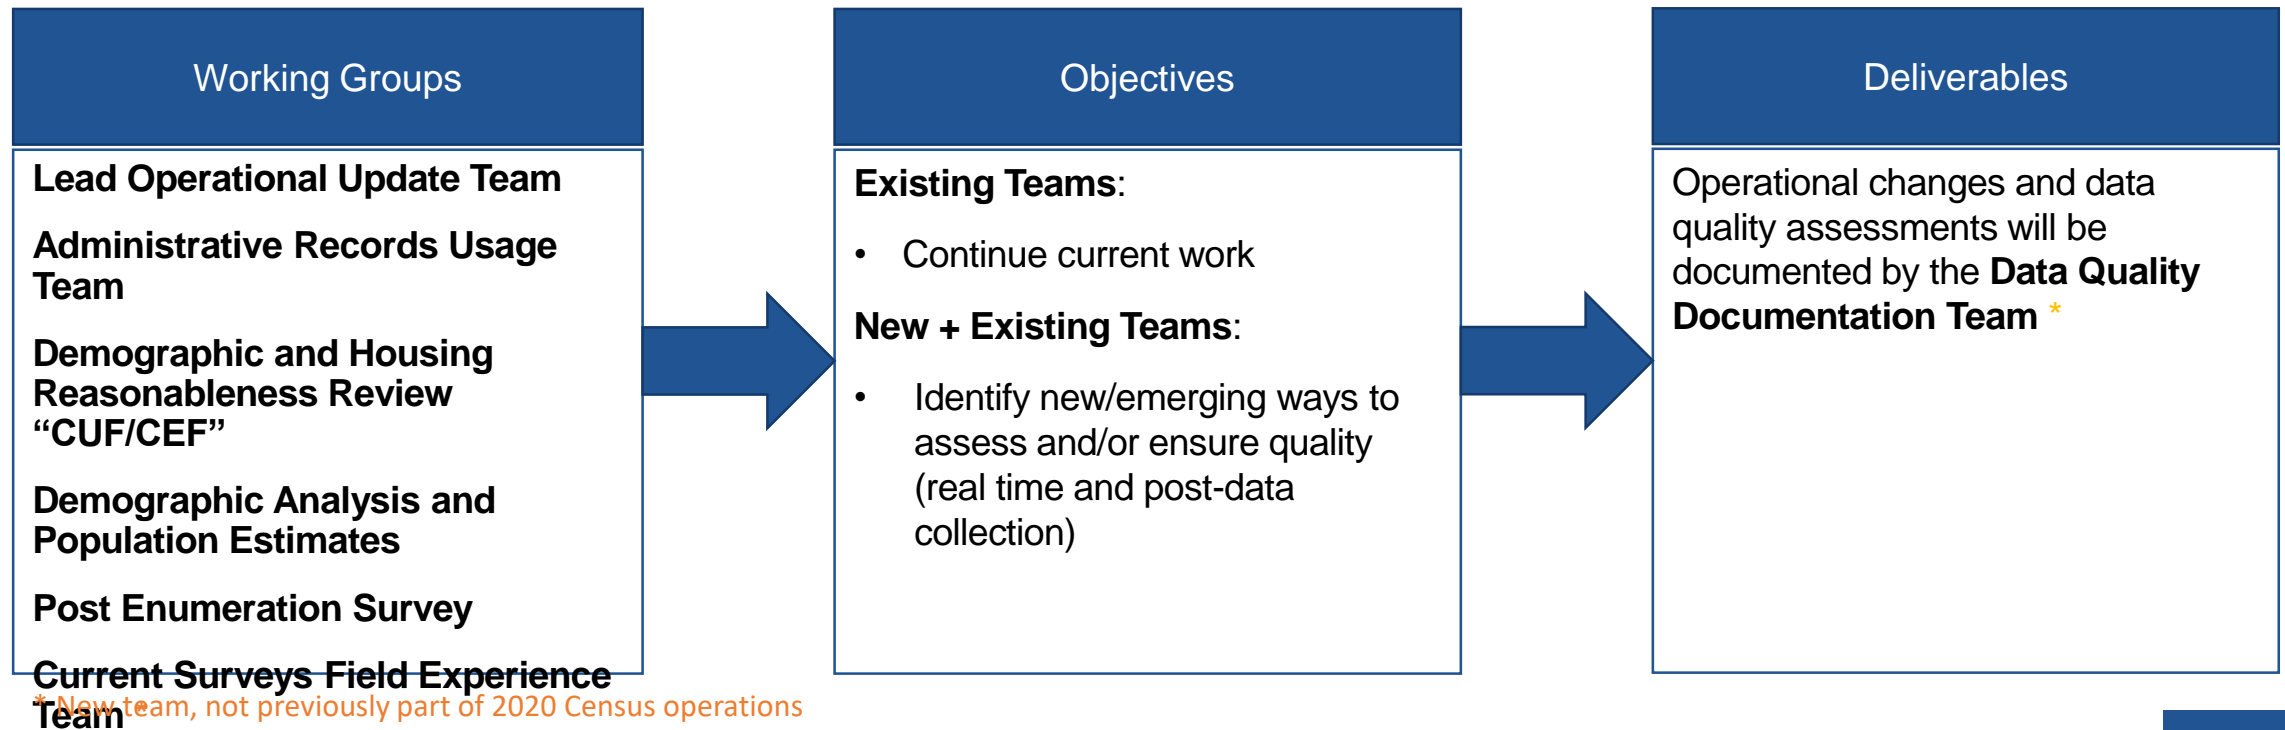 Working Groups
Lead Operational Update Team
Administrative Records Usage
Team
Demographic and Housing
Reasonableness Review
“CUF/CEF”
Demographic Analysis and
Population Estimates
Post Enumeration Survey
Current Surveys Field Experience
Team*
* New team, not previously part of 2020 Census operations
Objectives
Existing Teams:
• Continue current work
New + Existing Teams:
• Identify new/emerging ways to
assess and/or ensure quality
(real time and post-data
collection)
Deliverables
Operational changes and data
quality assessments will be
documented by the Data Quality
Documentation Team *